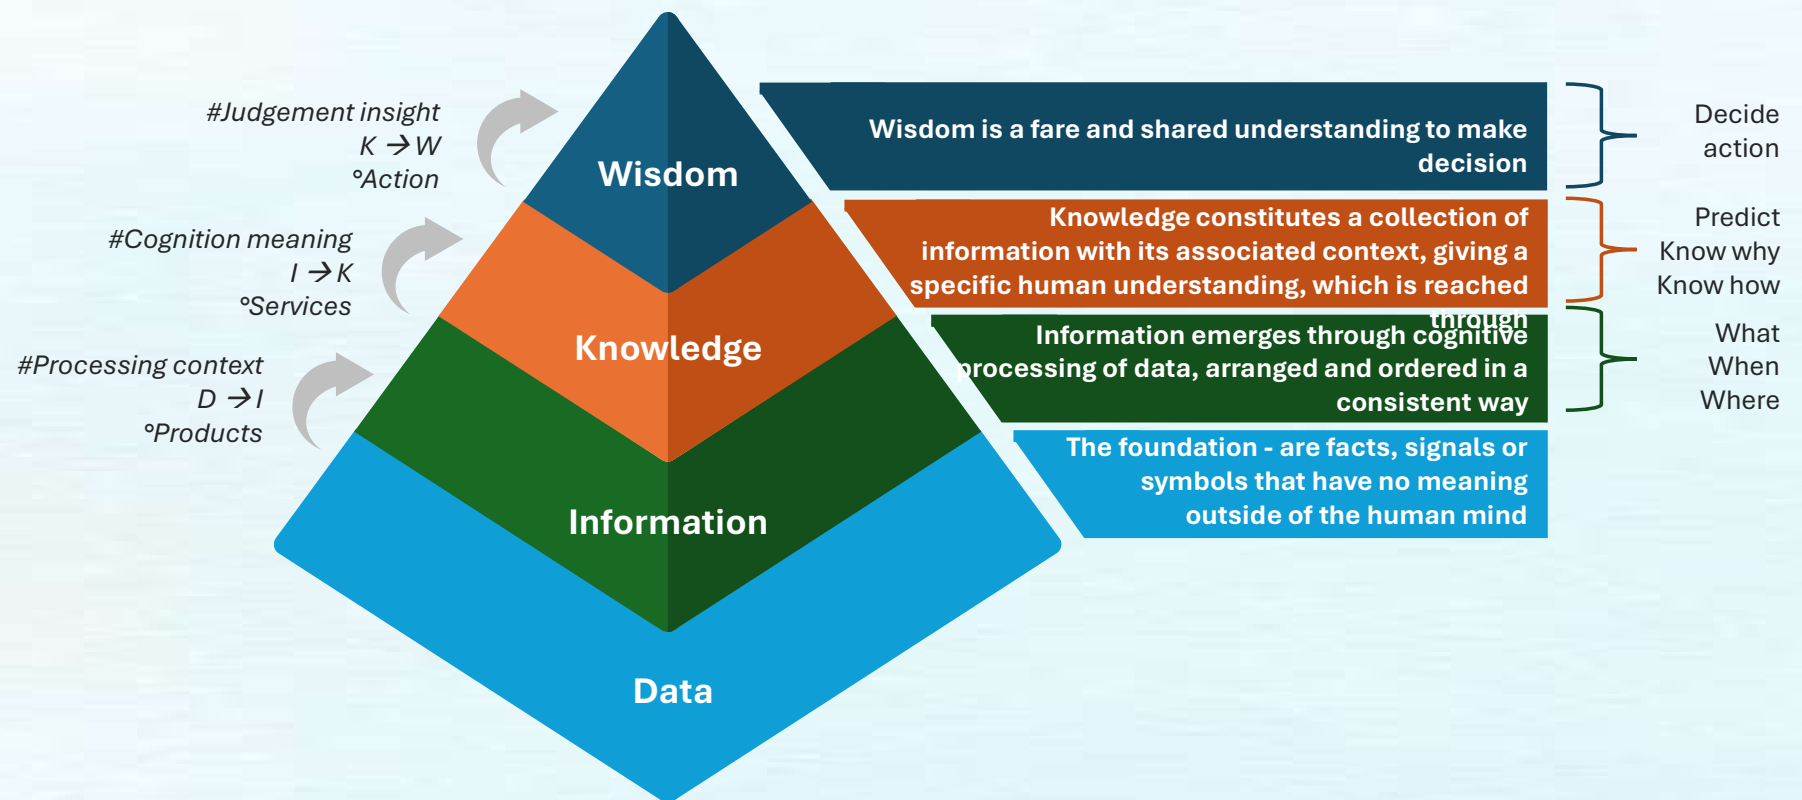 #Judgement insight
K → W
°Action
#Cognition meaning
I → K
°Services
#Processing context
D → I
°Products
Wisdom
Knowledge
Information
Data
Wisdom is a fare and shared understanding to make
decision
Knowledge constitutes a collection of
information with its associated context, giving a
specific human understanding, which is reached
through
Information emerges through cognitive
processing of data, arranged and ordered in a
consistent way
The foundation - are facts, signals or
symbols that have no meaning
outside of the human mind
Decide
action
Predict
Know why
Know how
What
When
Where